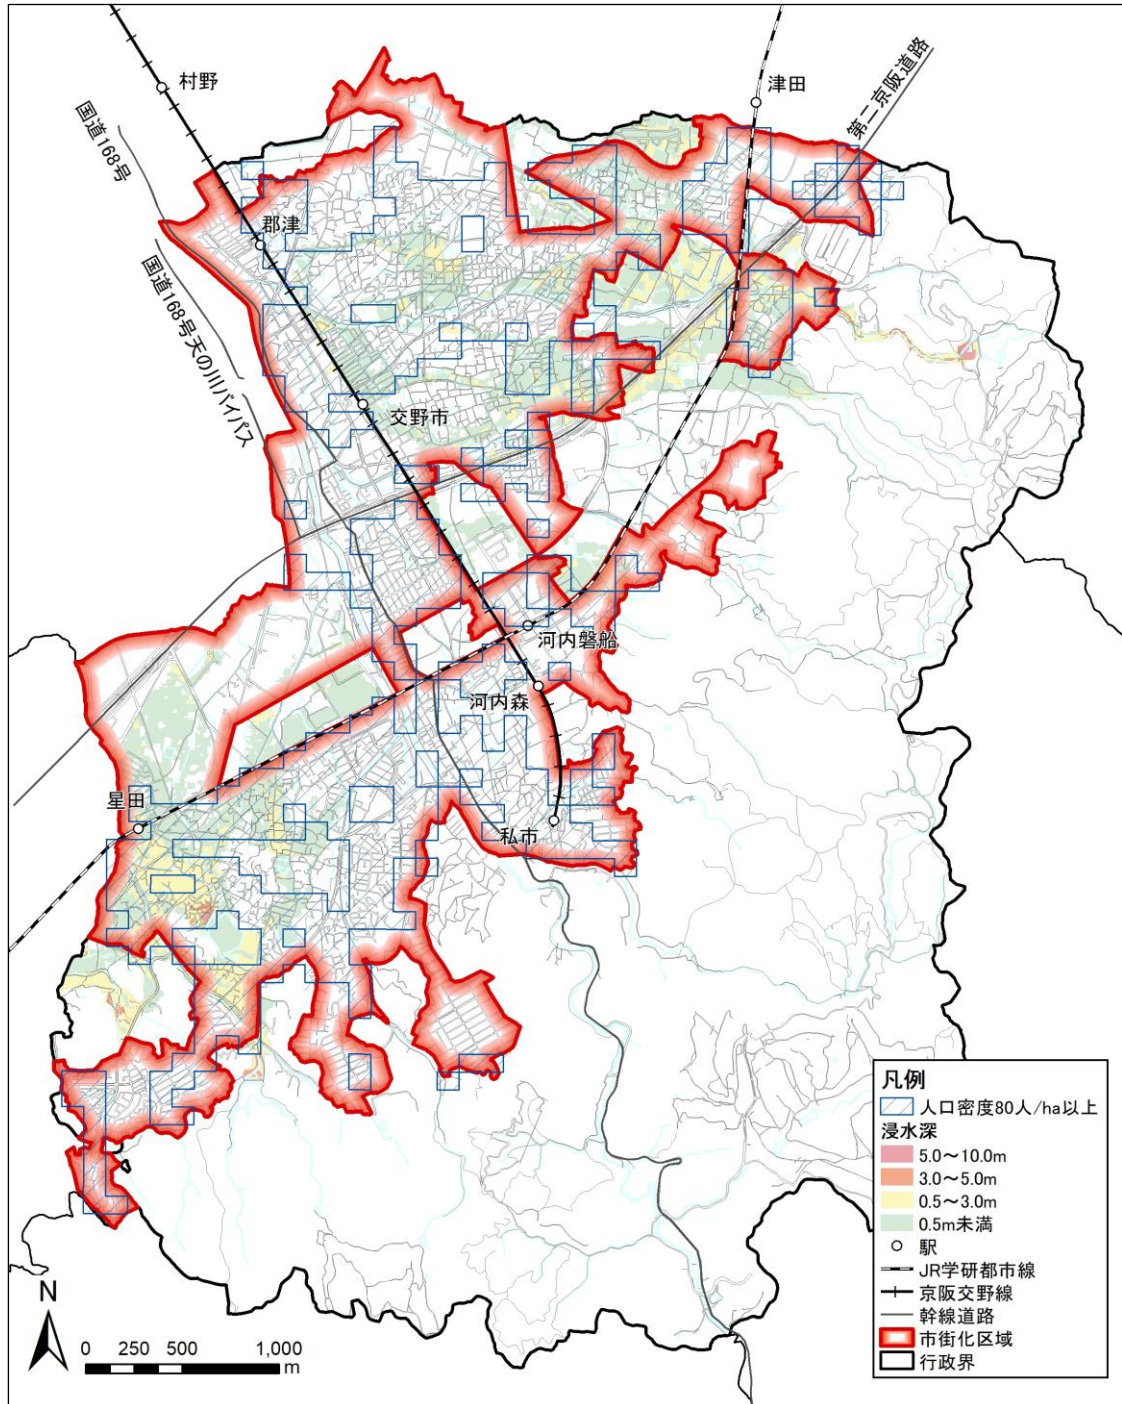 村野
津田
第二京阪道路
国道168号
郡津
国道168号天の川バイパス
交野市
河内磐船
河内森
星田
私市
凡例
人口密度80人/ha以上
浸水深
5.0～10.0m
3.0～5.0m
0.5～3.0m
0.5m未満
駅
JR学研都市線
京阪交野線
幹線道路
市街化区域
行政界
N
0 250 500 1,000
m